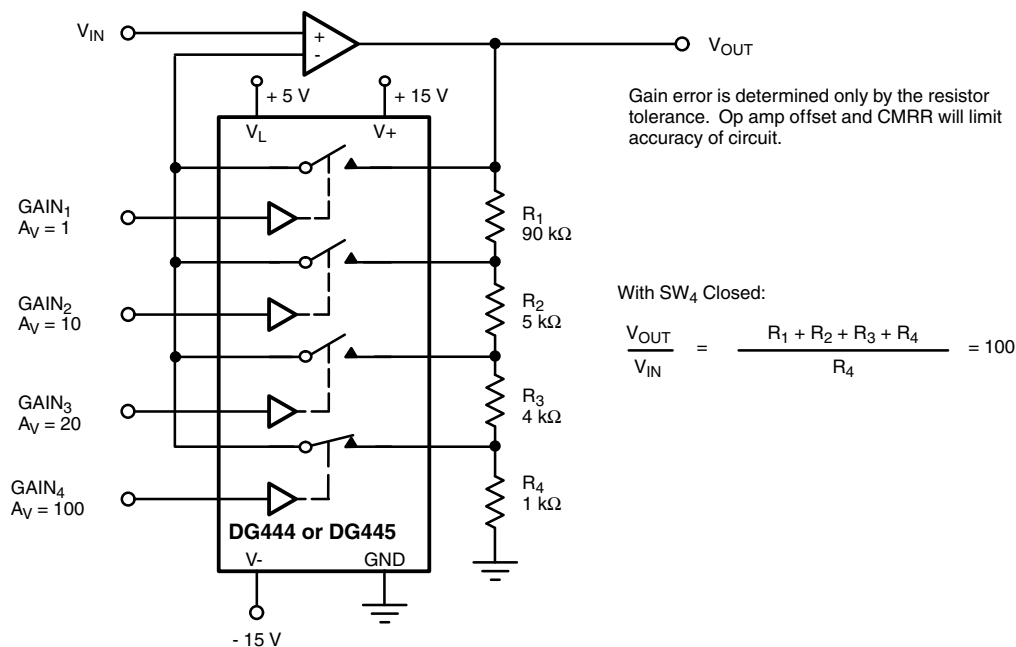 V_IN
+
-
V_OUT
+ 5 V
+ 15 V
V_L
V+
Gain error is determined only by the resistor
tolerance. Op amp offset and CMRR will limit
accuracy of circuit.
GAIN_1
A_V = 1
R_1
90 kΩ
GAIN_2
A_V = 10
R_2
5 kΩ
With SW_4 Closed:
V_OUT
V_IN
=
R_1 + R_2 + R_3 + R_4
R_4
= 100
GAIN_3
A_V = 20
R_3
4 kΩ
GAIN_4
A_V = 100
R_4
1 kΩ
DG444 or DG445
V-
GND
- 15 V